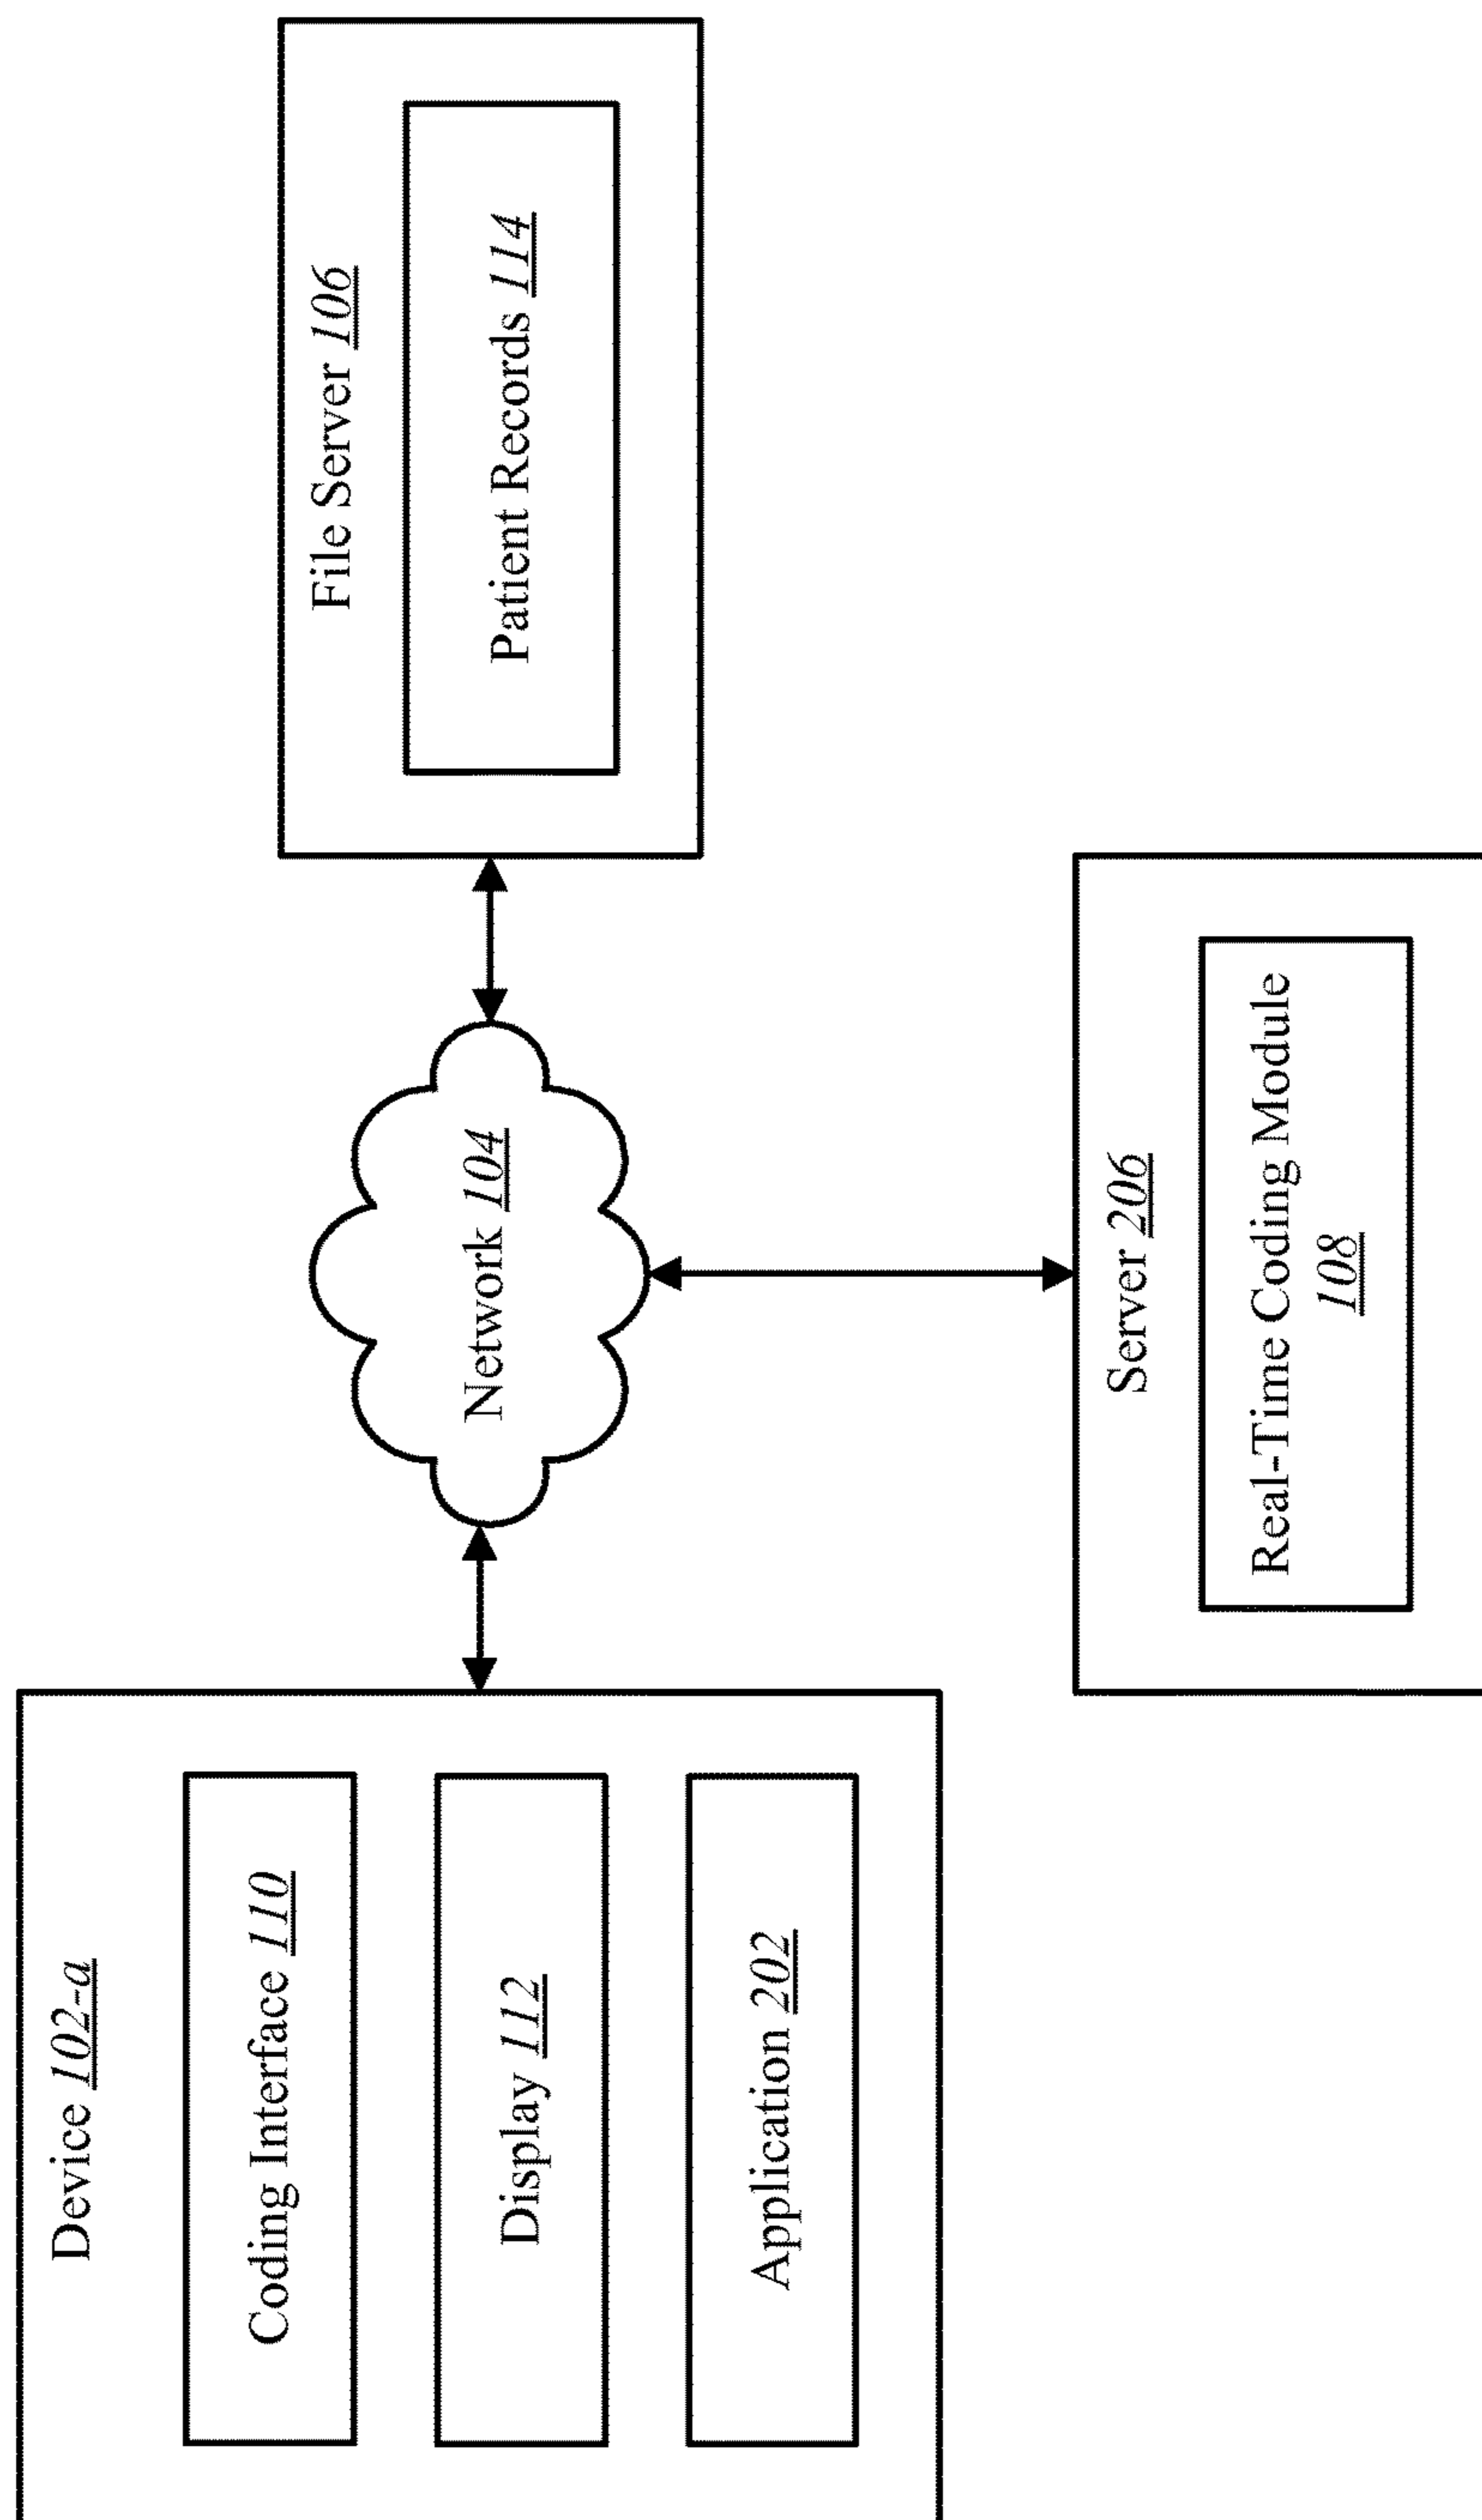 Device 102-a
Coding Interface 110
Display 112
Application 202
Network 104
File Server 106
Patient Records 114
Server 206
Real-Time Coding Module
108